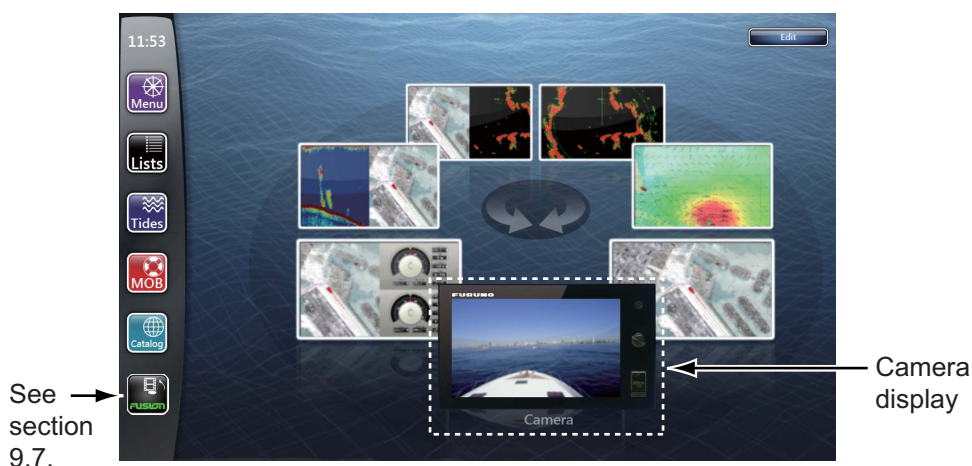 11:53
Edit
Menu
Lists
Tides
MOB
Catalog
FUSION
FURUNO
Camera
See
section
9.7.
Camera
display